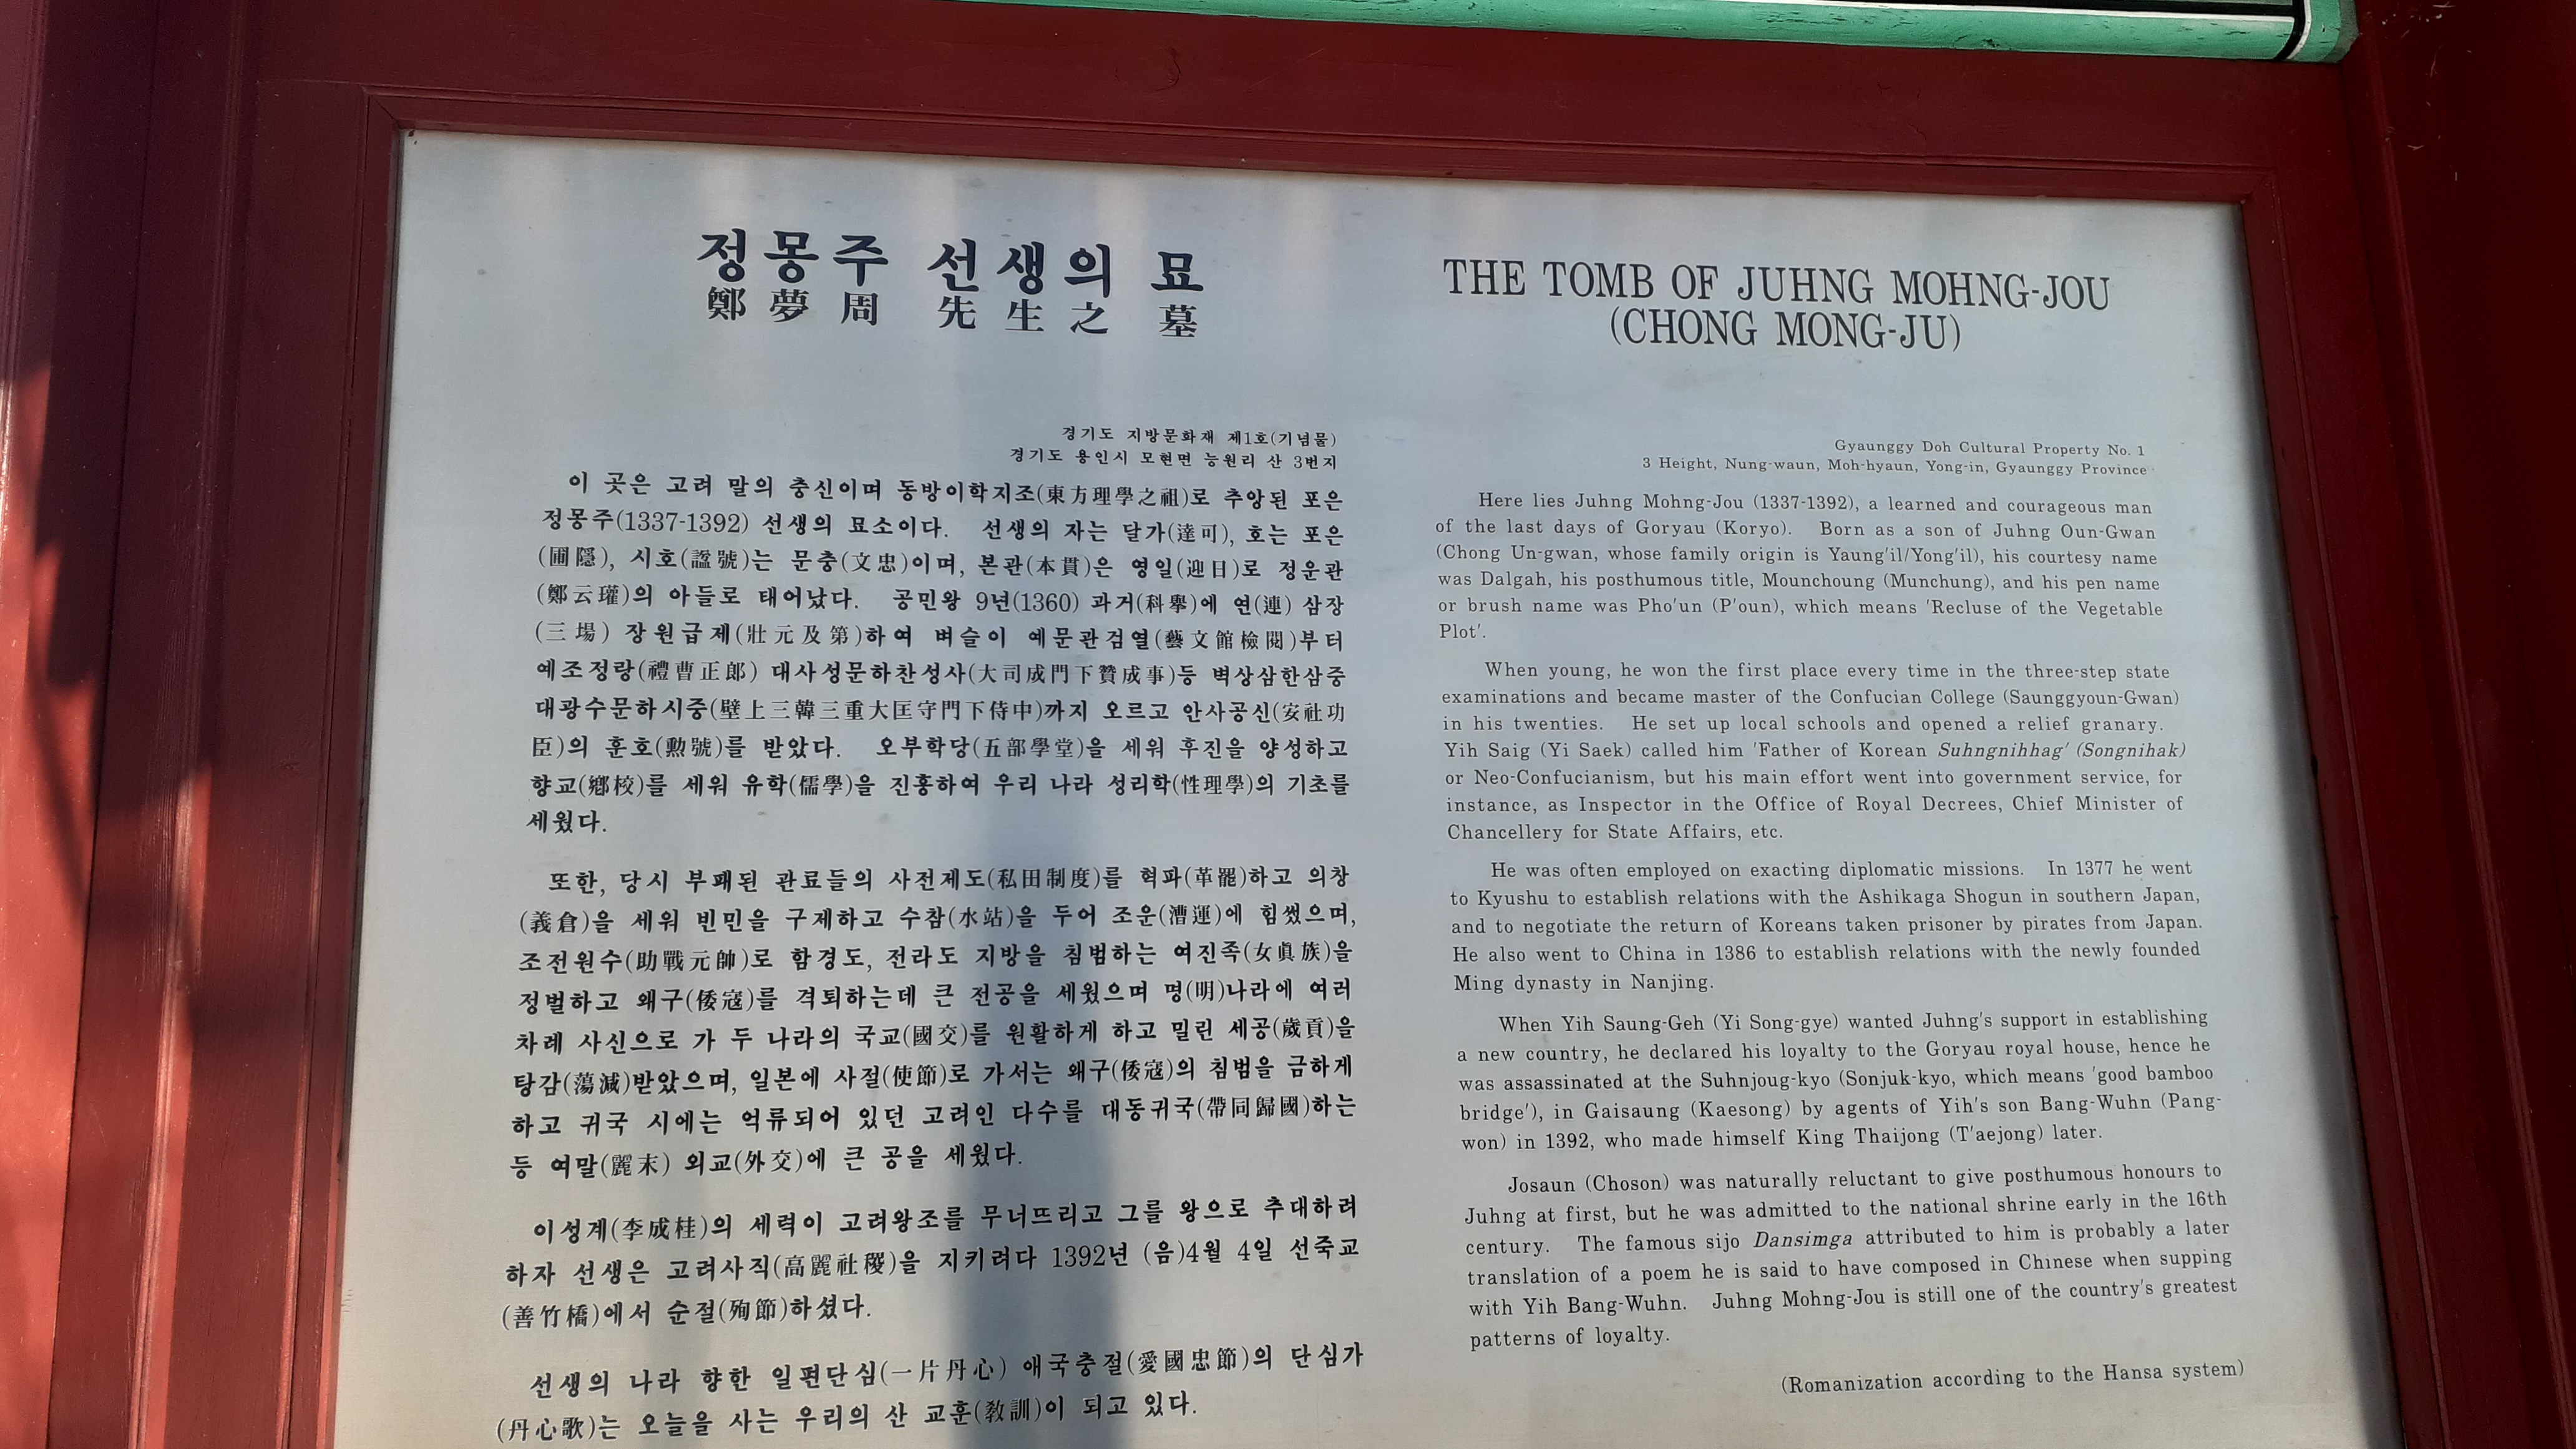 정몽주 선생의 묘
鄭夢周 先生之 墓
경기도 지방문화재 제1호(기념물)
경기도 용인시 모현면 능원리 산 3번지
이 곳은 고려 말의 충신이며 동방이학지조(東方理學之祖)로 추앙된 포은
정몽주(1337-1392) 선생의 묘소이다. 선생의 자는 달가(達可), 호는 포은
(圃隱), 시호(諡號)는 문충(文忠)이며, 본관(本貫)은 영일(迎日)로 정운관
(鄭云瓘)의 아들로 태어났다. 공민왕 9년(1360) 과거(科擧)에 연(連) 삼장
(三場) 장원급제(壯元及第)하여 벼슬이 예문관검열(藝文館檢閱)부터
예조정랑(禮曹正郎) 대사성문하찬성사(大司成門下贊成事)등 벽상삼한삼중
대광수문하시중(壁上三韓三重大匡守門下侍中)까지 오르고 안사공신(安社功
臣)의 훈호(勳號)를 받았다. 오부학당(五部學堂)을 세워 후진을 양성하고
향교(鄕校)를 세워 유학(儒學)을 진흥하여 우리 나라 성리학(性理學)의 기초를
세웠다.
또한, 당시 부패된 관료들의 사전제도(私田制度)를 혁파(革罷)하고 의창
(義倉)을 세워 빈민을 구제하고 수참(水站)을 두어 조운(漕運)에 힘썼으며,
조전원수(助戰元帥)로 함경도, 전라도 지방을 침범하는 여진족(女眞族)을
정벌하고 왜구(倭寇)를 격퇴하는데 큰 전공을 세웠으며 명(明)나라에 여러
차례 사신으로 가 두 나라의 국교(國交)를 원활하게 하고 밀린 세공(歲貢)을
탕감(蕩減)받았으며, 일본에 사절(使節)로 가서는 왜구(倭寇)의 침범을 금하게
하고 귀국 시에는 억류되어 있던 고려인 다수를 대동귀국(帶同歸國)하는
등 여말(麗末) 외교(外交)에 큰 공을 세웠다.
이성계(李成桂)의 세력이 고려왕조를 무너뜨리고 그를 왕으로 추대하려
하자 선생은 고려사직(高麗社稷)을 지키려다 1392년 (음)4월 4일 선죽교
(善竹橋)에서 순절(殉節)하셨다.
선생의 나라 향한 일편단심(一片丹心) 애국충절(愛國忠節)의 단심가
(丹心歌)는 오늘을 사는 우리의 산 교훈(敎訓)이 되고 있다.
THE TOMB OF JUHNG MOHNG-JOU
(CHONG MONG-JU)
Gyaunggy Doh Cultural Property No. 1
3 Height, Nung-waun, Moh-hyaun, Yong-in, Gyaunggy Province
Here lies Juhng Mohng-Jou (1337-1392), a learned and courageous man
of the last days of Goryau (Koryo). Born as a son of Juhng Oun-Gwan
(Chong Un-gwan, whose family origin is Yaung'il/Yong'il), his courtesy name
was Dalgah, his posthumous title, Mounchoung (Munchung), and his pen name
or brush name was Pho'un (P'oun), which means 'Recluse of the Vegetable
Plot'.
When young, he won the first place every time in the three-step state
examinations and became master of the Confucian College (Saunggyoun-Gwan)
in his twenties. He set up local schools and opened a relief granary.
Yih Saig (Yi Saek) called him 'Father of Korean Suhngnihhag' (Songnihak)
or Neo-Confucianism, but his main effort went into government service, for
instance, as Inspector in the Office of Royal Decrees, Chief Minister of
Chancellery for State Affairs, etc.
He was often employed on exacting diplomatic missions. In 1377 he went
to Kyushu to establish relations with the Ashikaga Shogun in southern Japan,
and to negotiate the return of Koreans taken prisoner by pirates from Japan.
He also went to China in 1386 to establish relations with the newly founded
Ming dynasty in Nanjing.
When Yih Saung-Geh (Yi Song-gye) wanted Juhng's support in establishing
a new country, he declared his loyalty to the Goryau royal house, hence he
was assassinated at the Suhnjoug-kyo (Sonjuk-kyo, which means 'good bamboo
bridge'), in Gaisaung (Kaesong) by agents of Yih's son Bang-Wuhn (Pang-
won) in 1392, who made himself King Thaijong (T'aejong) later.
Josaun (Choson) was naturally reluctant to give posthumous honours to
Juhng at first, but he was admitted to the national shrine early in the 16th
century. The famous sijo Dansimga attributed to him is probably a later
translation of a poem he is said to have composed in Chinese when supping
with Yih Bang-Wuhn. Juhng Mohng-Jou is still one of the country's greatest
patterns of loyalty.
(Romanization according to the Hansa system)